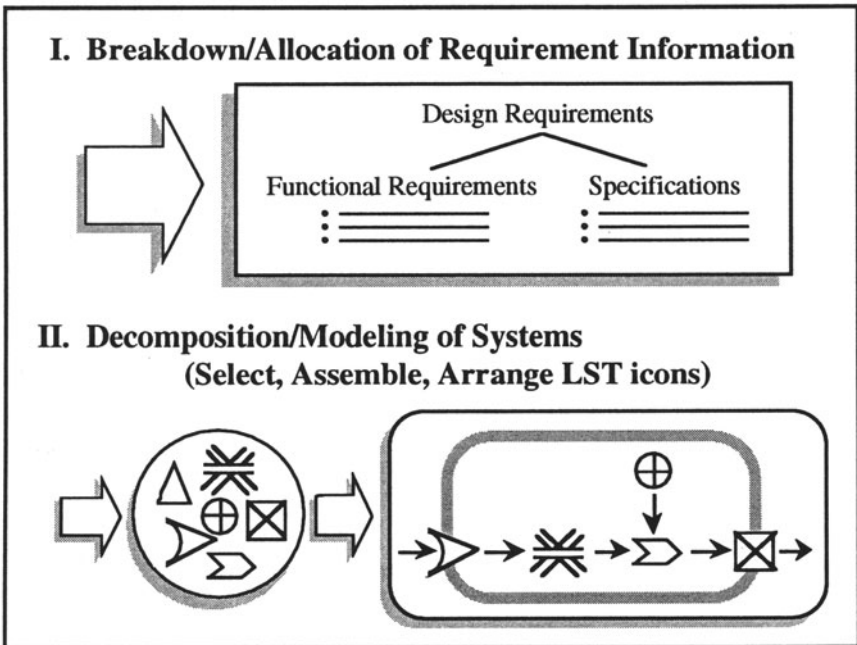 I. Breakdown/Allocation of Requirement Information
Design Requirements
Functional Requirements
Specifications
II. Decomposition/Modeling of Systems
(Select, Assemble, Arrange LST icons)